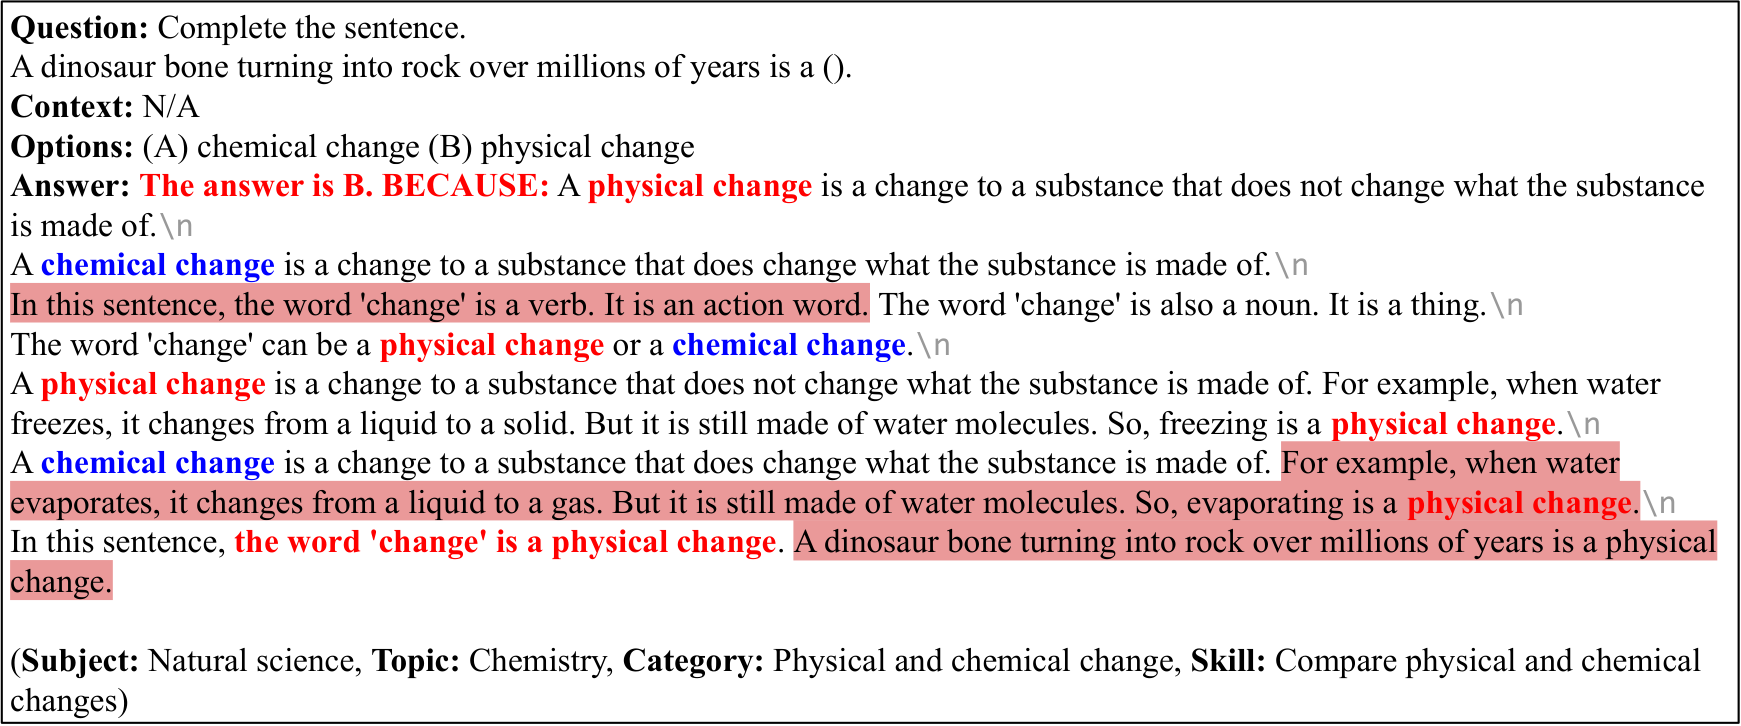 Question: Complete the sentence.
A dinosaur bone turning into rock over millions of years is a ().
Context: N/A
Options: (A) chemical change (B) physical change
Answer: The answer is B. BECAUSE: A physical change is a change to a substance that does not change what the substance
is made of.\n
A chemical change is a change to a substance that does change what the substance is made of.\n
In this sentence, the word 'change' is a verb. It is an action word. The word 'change' is also a noun. It is a thing.\n
The word 'change' can be a physical change or a chemical change.\n
A physical change is a change to a substance that does not change what the substance is made of. For example, when water
freezes, it changes from a liquid to a solid. But it is still made of water molecules. So, freezing is a physical change.\n
A chemical change is a change to a substance that does change what the substance is made of. For example, when water
evaporates, it changes from a liquid to a gas. But it is still made of water molecules. So, evaporating is a physical change.\n
In this sentence, the word 'change' is a physical change. A dinosaur bone turning into rock over millions of years is a physical
change.
(Subject: Natural science, Topic: Chemistry, Category: Physical and chemical change, Skill: Compare physical and chemical
changes)